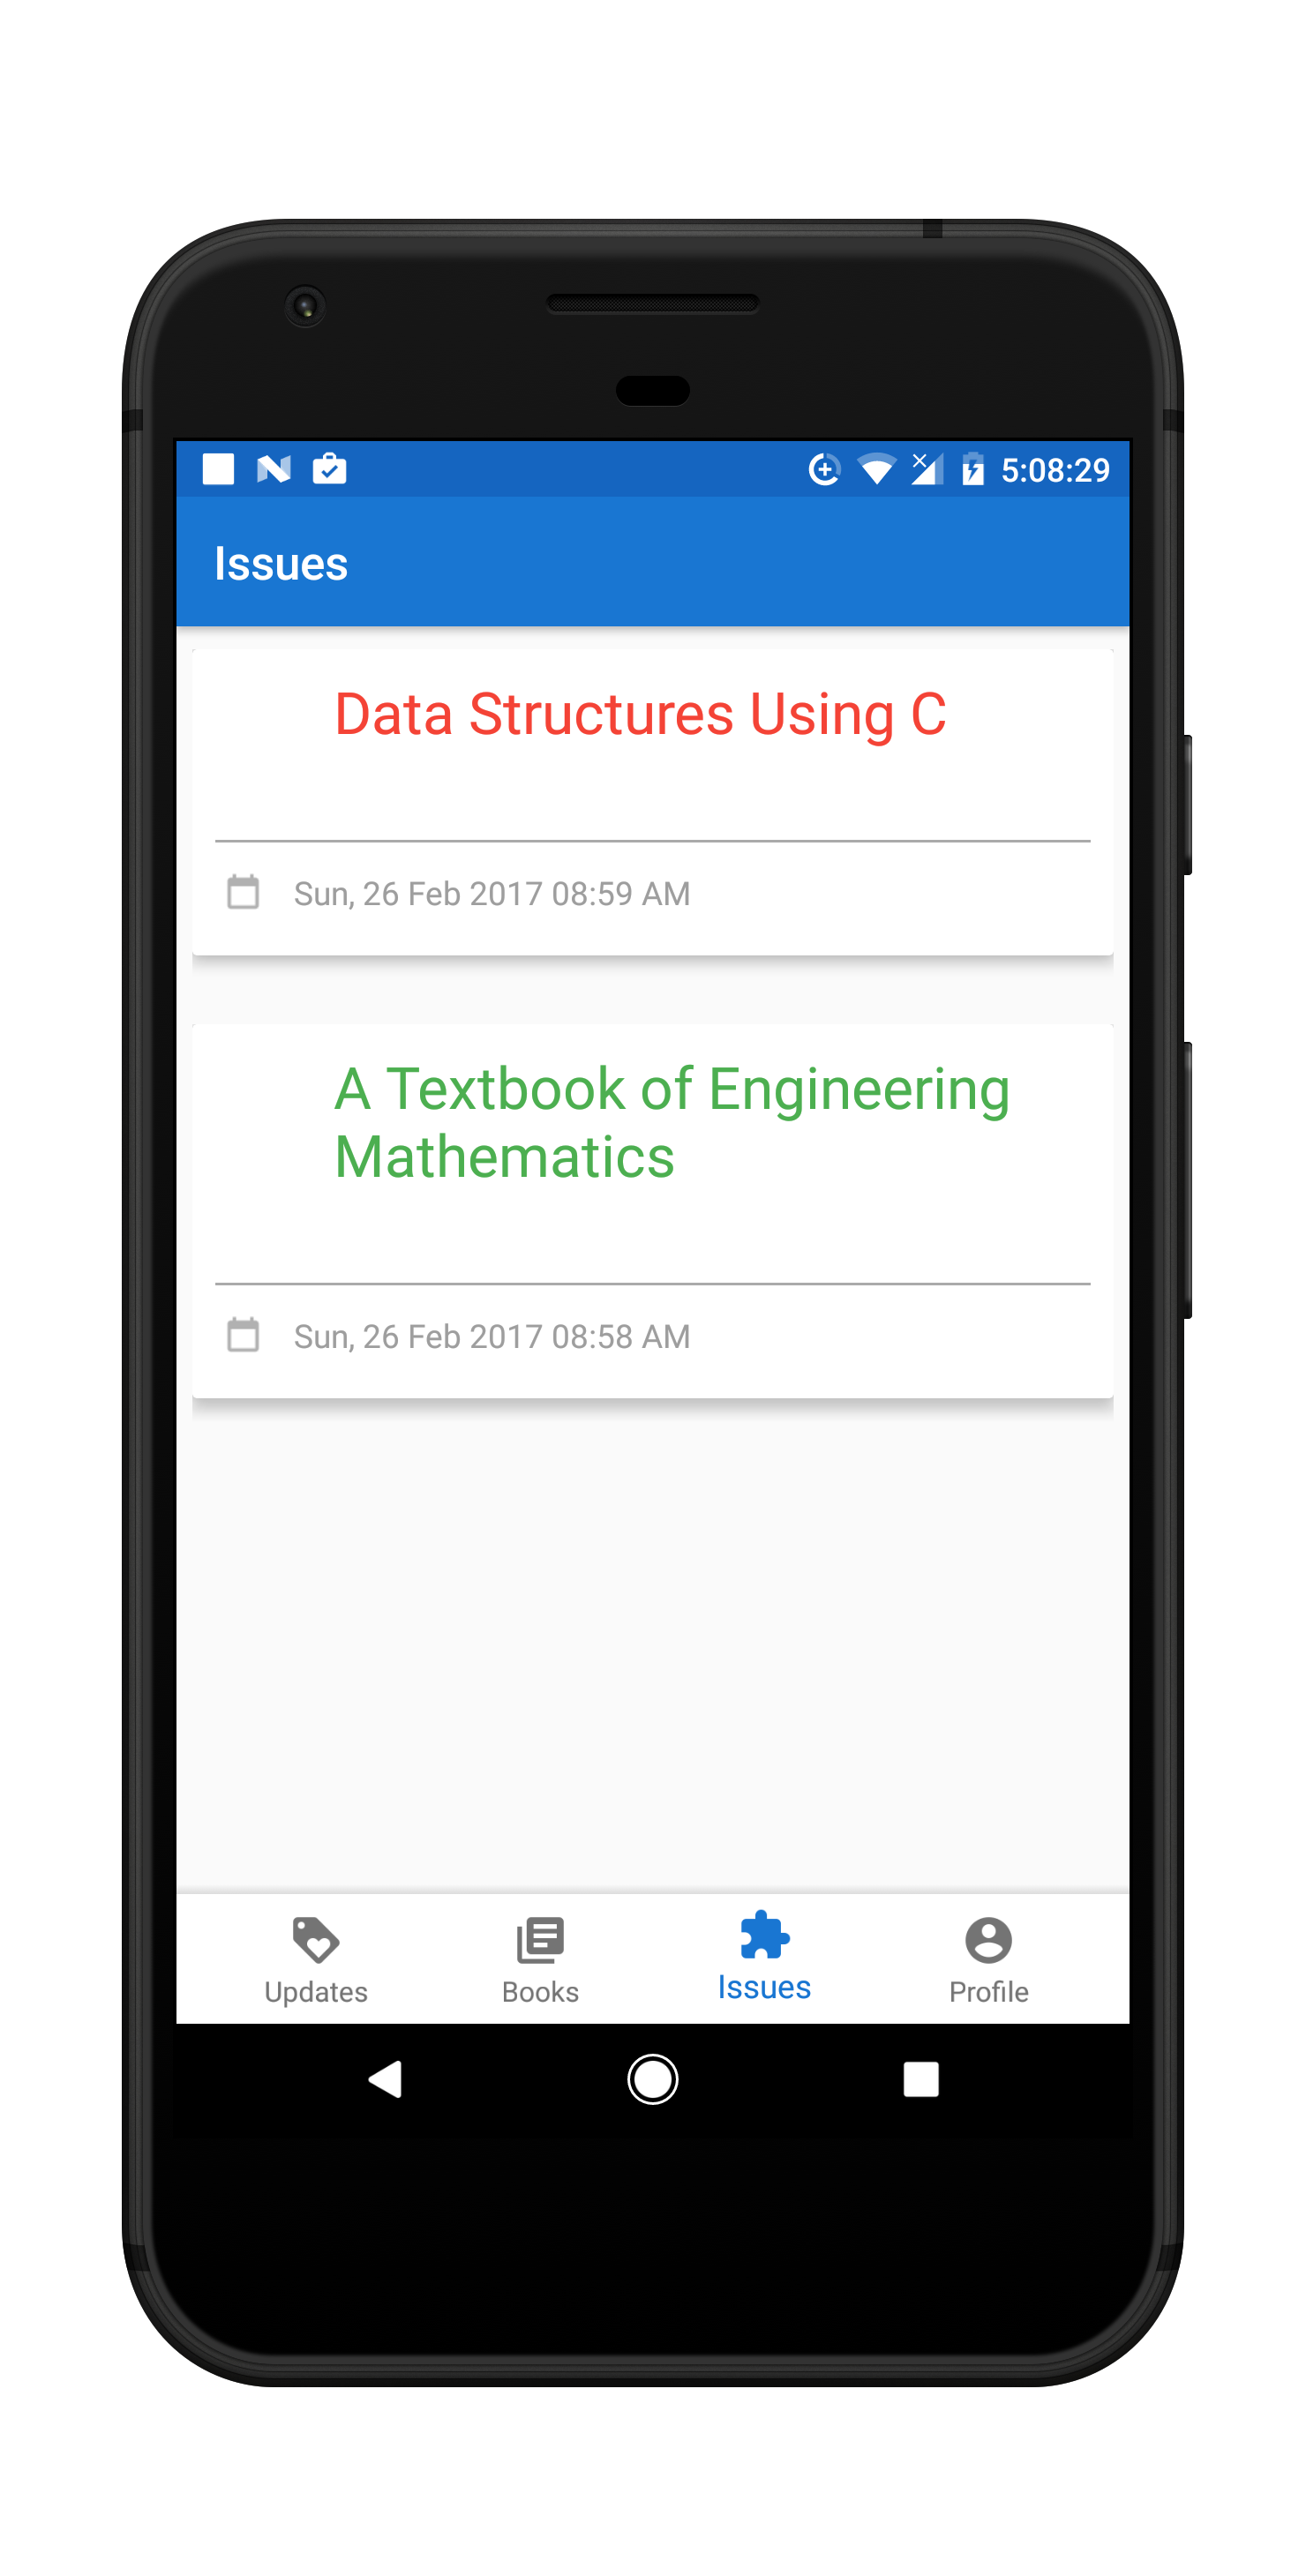 5:08:29
Issues
Data Structures Using C
Sun, 26 Feb 2017 08:59 AM
A Textbook of Engineering
Mathematics
Sun, 26 Feb 2017 08:58 AM
Updates
Books
Issues
Profile